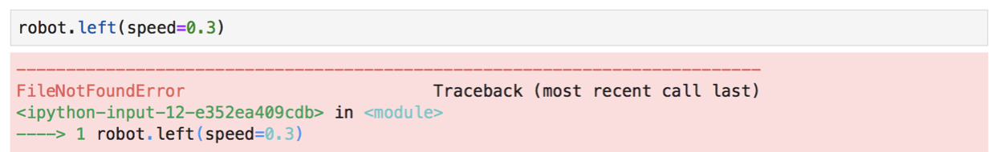 robot.left(speed=0.3)
---------------------------------------------------------------------------
FileNotFoundError                         Traceback (most recent call last)
<ipython-input-12-e352ea409cdb> in <module>
----> 1 robot.left(speed=0.3)